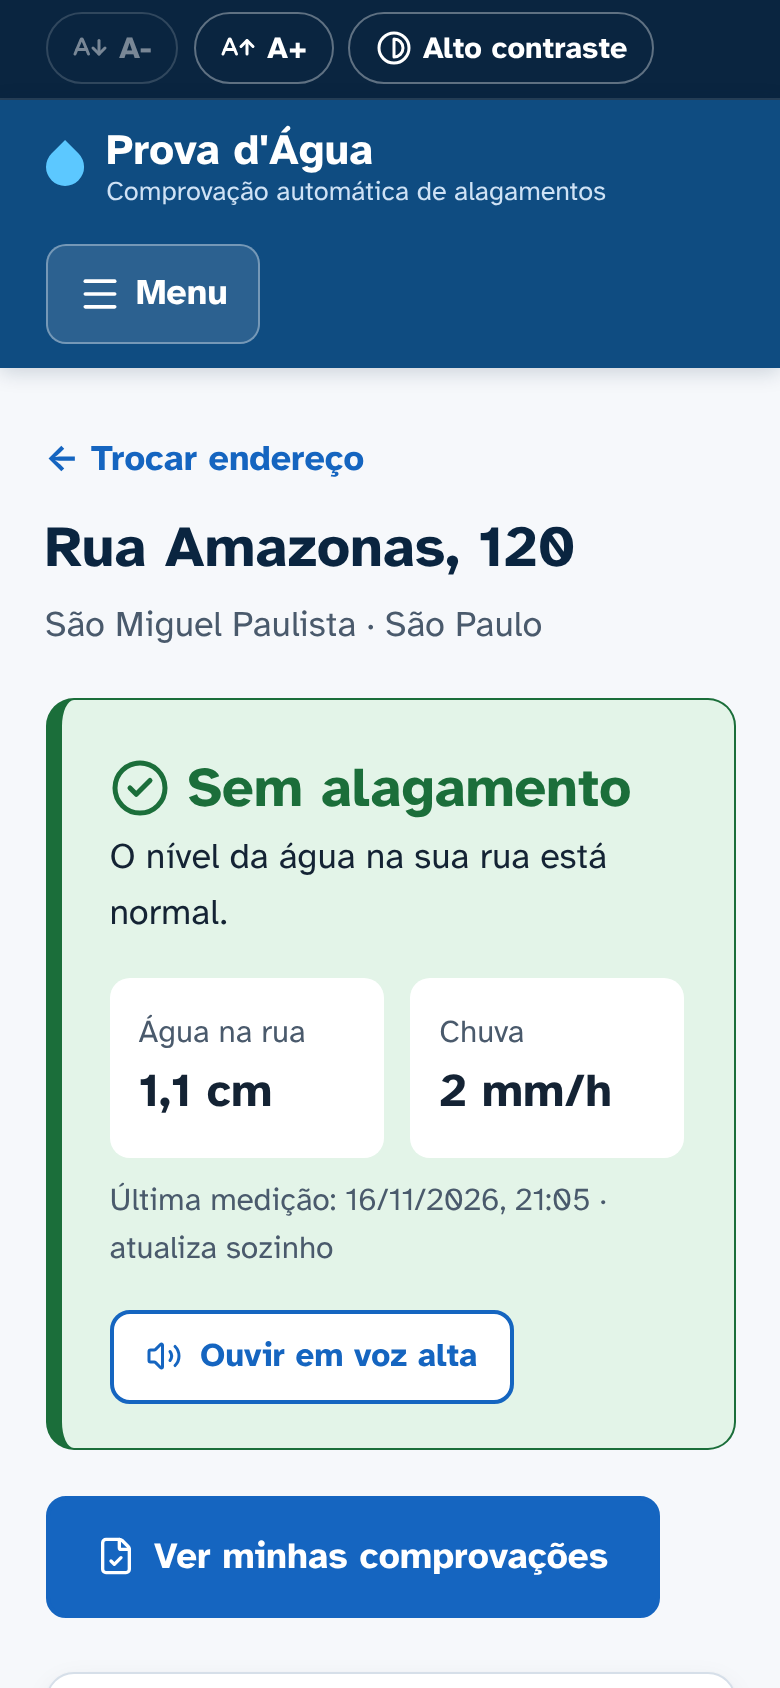 A↓ A-
A↑ A+
Alto contraste
Prova d'Água
Comprovação automática de alagamentos
Menu
← Trocar endereço
Rua Amazonas, 120
São Miguel Paulista · São Paulo
Sem alagamento
O nível da água na sua rua está
normal.
Água na rua
1,1 cm
Chuva
2 mm/h
Última medição: 16/11/2026, 21:05 ·
atualiza sozinho
Ouvir em voz alta
Ver minhas comprovações